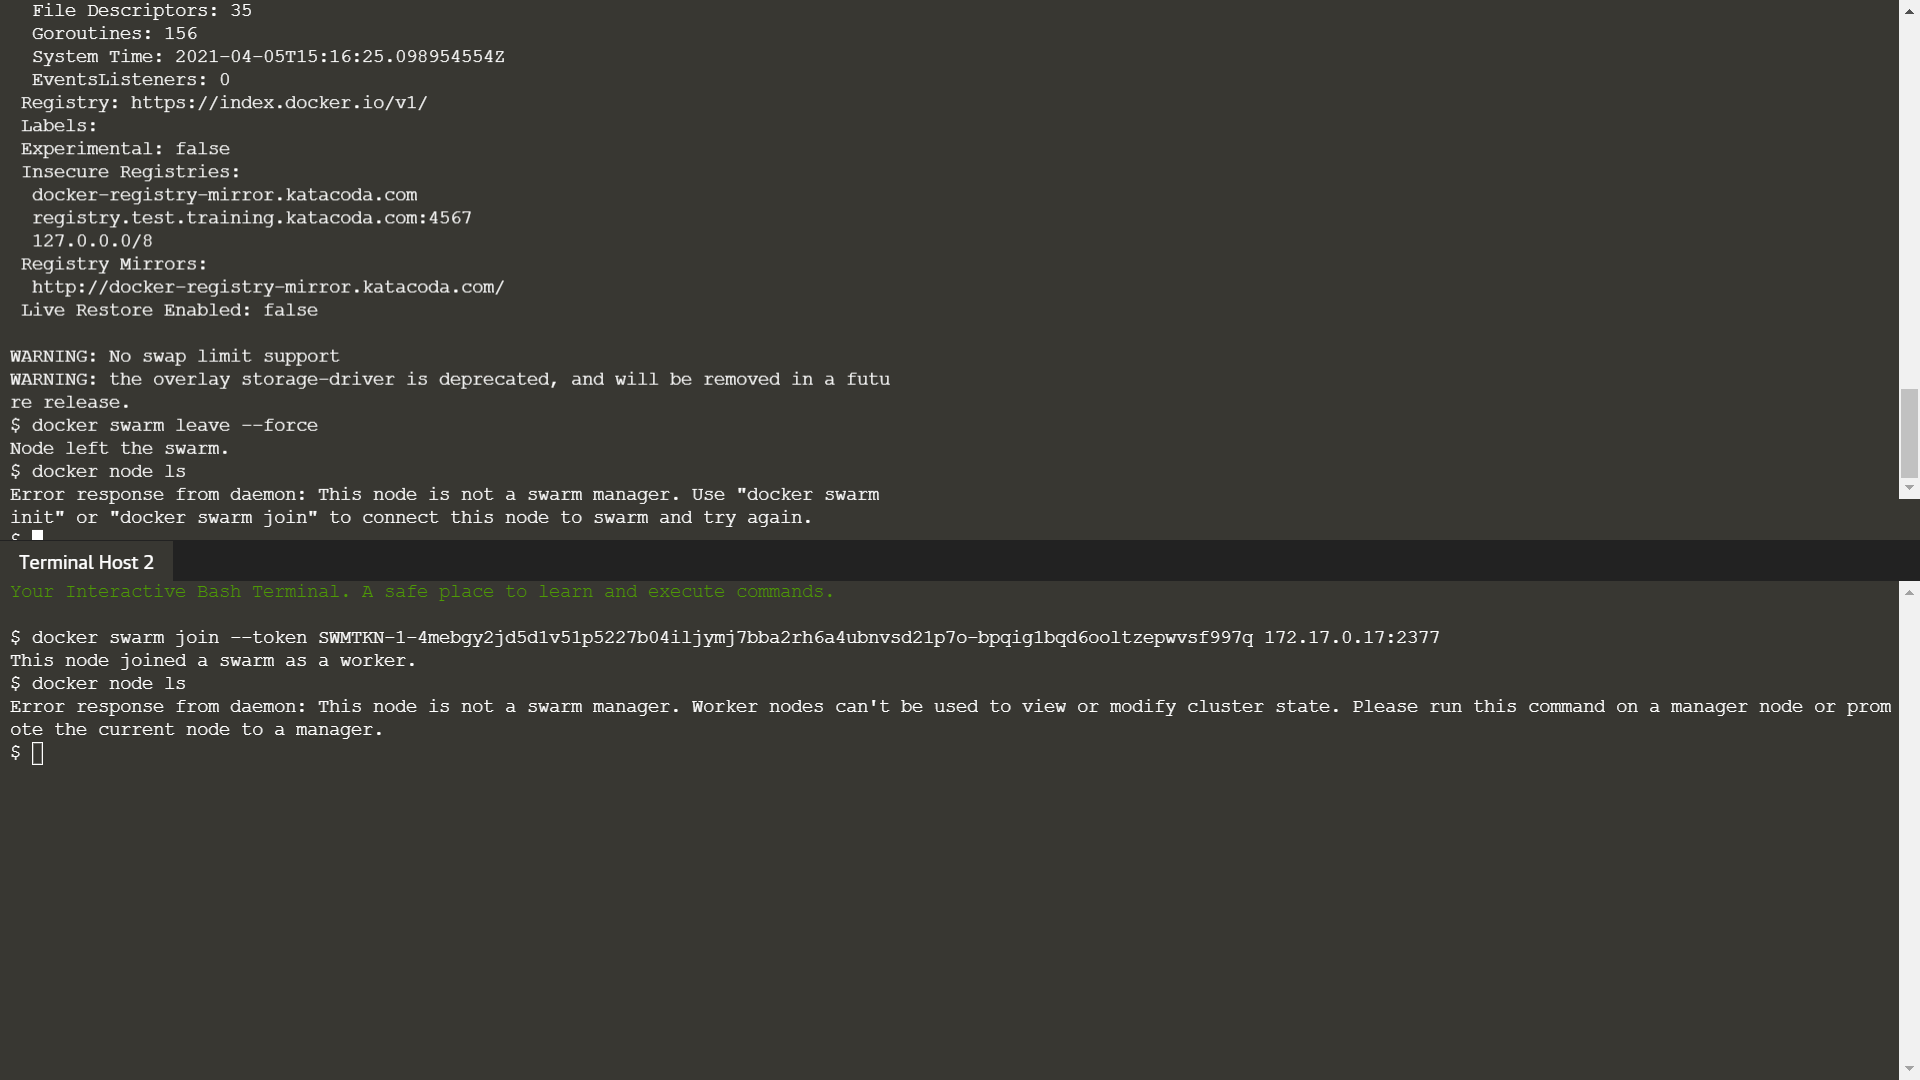 File Descriptors: 35
Goroutines: 156
System Time: 2021-04-05T15:16:25.098954554Z
EventsListeners: 0
Registry: https://index.docker.io/v1/
Labels:
Experimental: false
Insecure Registries:
docker-registry-mirror.katacoda.com
registry.test.training.katacoda.com:4567
127.0.0.0/8
Registry Mirrors:
http://docker-registry-mirror.katacoda.com/
Live Restore Enabled: false
WARNING: No swap limit support
WARNING: the overlay storage-driver is deprecated, and will be removed in a futu
re release.
$ docker swarm leave --force
Node left the swarm.
$ docker node ls
Error response from daemon: This node is not a swarm manager. Use "docker swarm
init" or "docker swarm join" to connect this node to swarm and try again.
$
Terminal Host 2
Your Interactive Bash Terminal. A safe place to learn and execute commands.
$ docker swarm join --token SWMTKN-1-4mebgy2jd5d1v51p5227b04iljymj7bba2rh6a4ubnvsd21p7o-bpqig1bqd6ooltzepwvsf997q 172.17.0.17:2377
This node joined a swarm as a worker.
$ docker node ls
Error response from daemon: This node is not a swarm manager. Worker nodes can't be used to view or modify cluster state. Please run this command on a manager node or prom
ote the current node to a manager.
$